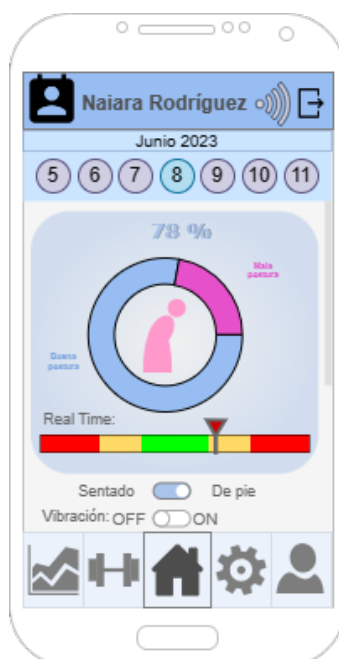 Naiara Rodríguez
Junio 2023
5 6 7 8 9 10 11
78 %
Mala
postura
Buena
postura
Real Time:
Sentado De pie
Vibración: OFF ON